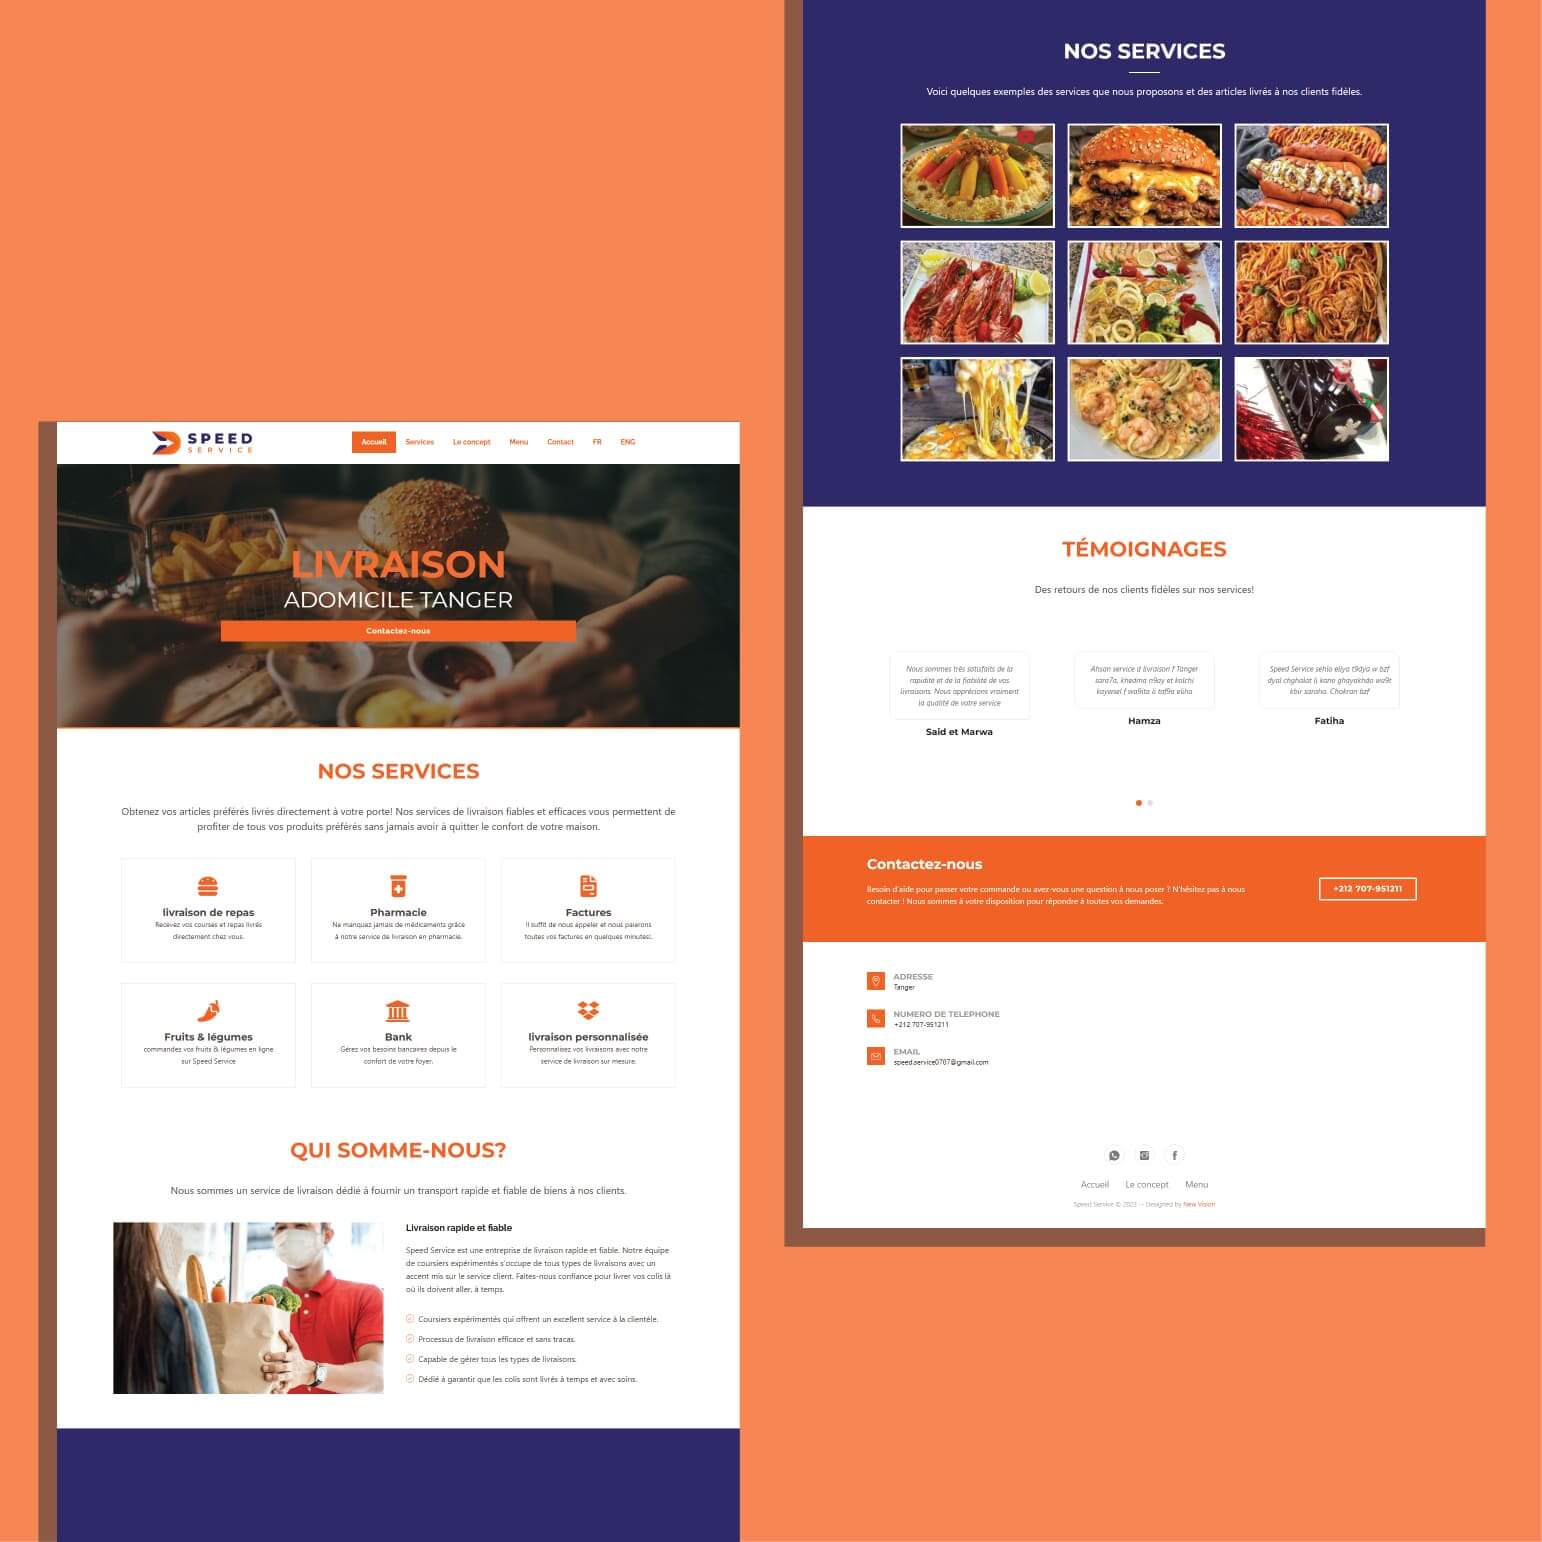 SPEED
SERVICE
Accueil Services Le concept Menu Contact FR ENG
LIVRAISON
ADOMICILE TANGER
Contactez-nous
NOS SERVICES
Obtenez vos articles préférés livrés directement à votre porte! Nos services de livraison fiables et efficaces vous permettent de
profiter de tous vos produits préférés sans jamais avoir à quitter le confort de votre maison.
livraison de repas
Recevez vos courses et repas livrés
directement chez vous.
Pharmacie
Ne manquez jamais de médicaments grâce
à notre service de livraison en pharmacie.
Factures
Il suffit de nous appeler et nous paierons
toutes vos factures en quelques minutes!.
Fruits & légumes
commandez vos fruits & légumes en ligne
sur Speed Service
Bank
Gérez vos besoins bancaires depuis le
confort de votre foyer.
livraison personnalisée
Personnalisez vos livraisons avec notre
service de livraison sur mesure.
QUI SOMME-NOUS?
Nous sommes un service de livraison dédié à fournir un transport rapide et fiable de biens à nos clients.
Livraison rapide et fiable
Speed Service est une entreprise de livraison rapide et fiable. Notre équipe
de coursiers expérimentés s'occupe de tous types de livraisons avec un
accent mis sur le service client. Faites-nous confiance pour livrer vos colis là
où ils doivent aller, à temps.
Coursiers expérimentés qui offrent un excellent service à la clientèle.
Processus de livraison efficace et sans tracas.
Capable de gérer tous les types de livraisons.
Dédié à garantir que les colis sont livrés à temps et avec soins.
NOS SERVICES
Voici quelques exemples des services que nous proposons et des articles livrés à nos clients fidèles.
TÉMOIGNAGES
Des retours de nos clients fidèles sur nos services!
Nous sommes très satisfaits de la
rapidité et de la fiabilité de vos
livraisons. Nous apprécions vraiment
la qualité de votre service
Said et Marwa
Ahsan service d livraison f Tanger
sara7a, khedma n9ay et kolchi
kaywsel f wa9ita li taf9a eliha
Hamza
Speed Service sehlo eliya t9dya w bzf
dyal chghalat li kano ghayakhdo wa9t
kbir saraha. Chokran bzf
Fatiha
Contactez-nous
Besoin d'aide pour passer votre commande ou avez-vous une question à nous poser ? N'hésitez pas à nous
contacter ! Nous sommes à votre disposition pour répondre à toutes vos demandes.
+212 707-951211
ADRESSE
Tanger
NUMERO DE TELEPHONE
+212 707-951211
EMAIL
speed.service0707@gmail.com
Accueil Le concept Menu
Speed Service © 2023 — Designed by New Vision